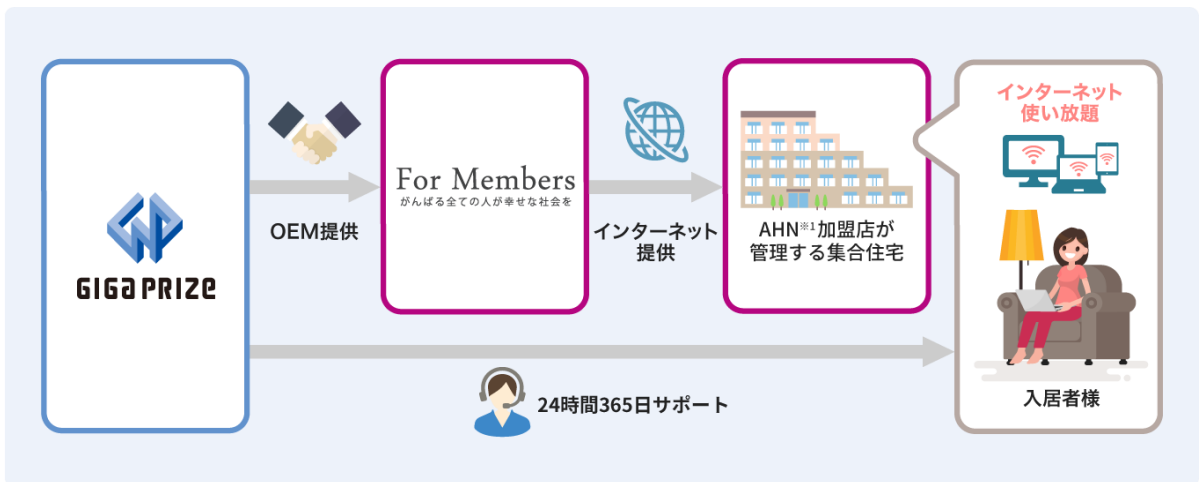 GIGA PRIZE
OEM提供
For Members
がんばる全ての人が幸せな社会を
インターネット
提供
AHN※1加盟店が
管理する集合住宅
インターネット
使い放題
入居者様
24時間365日サポート